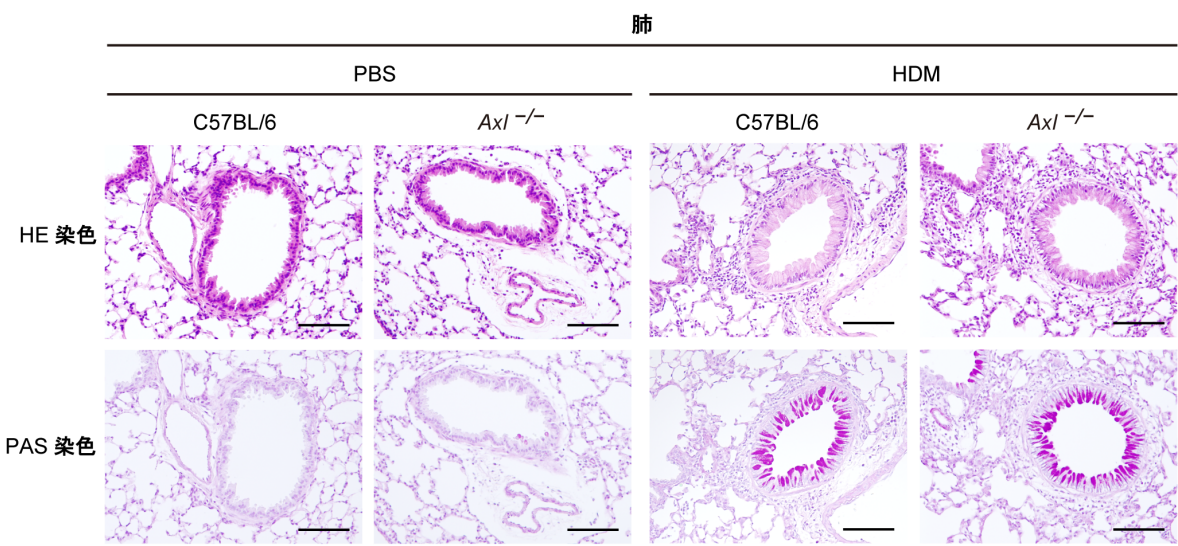 肺
PBS HDM
C57BL/6 Axl −/− C57BL/6 Axl −/−
HE 染色
PAS 染色